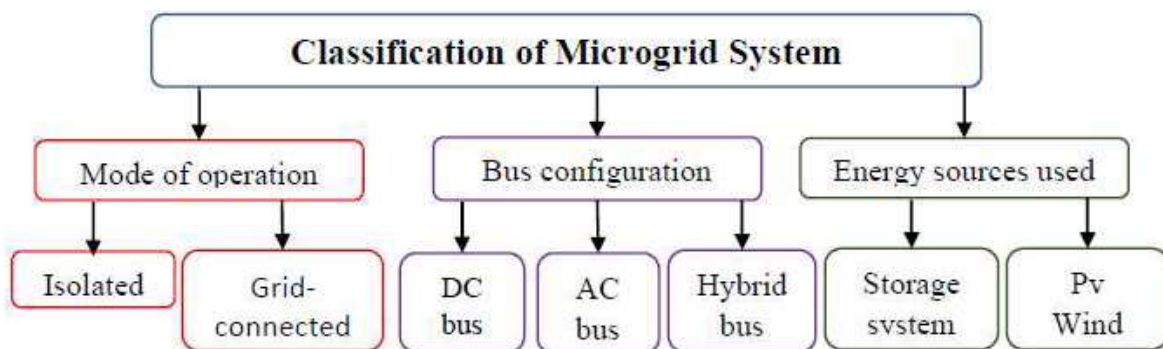 Classification of Microgrid System
Mode of operation
Bus configuration
Energy sources used
Isolated
Grid-
connected
DC
bus
AC
bus
Hybrid
bus
Storage
system
Pv
Wind